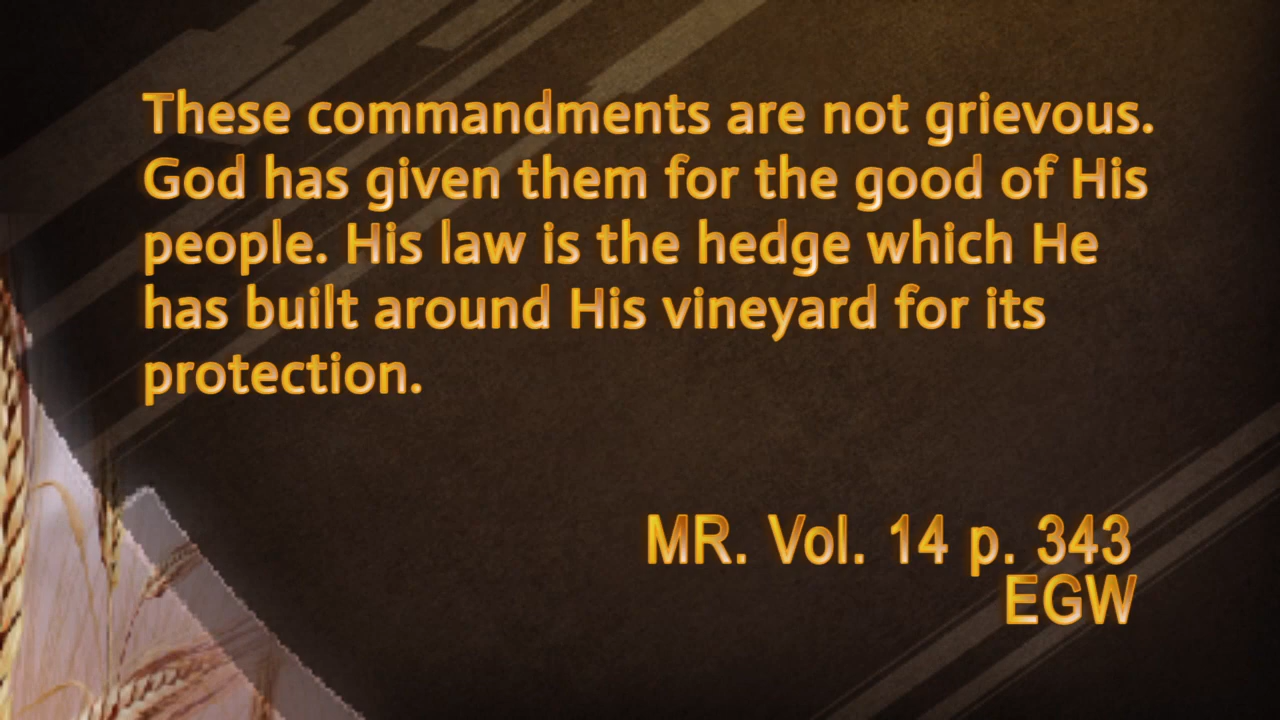 These commandments are not grievous.
God has given them for the good of His
people. His law is the hedge which He
has built around His vineyard for its
protection.
MR. Vol. 14 p. 343
EGW